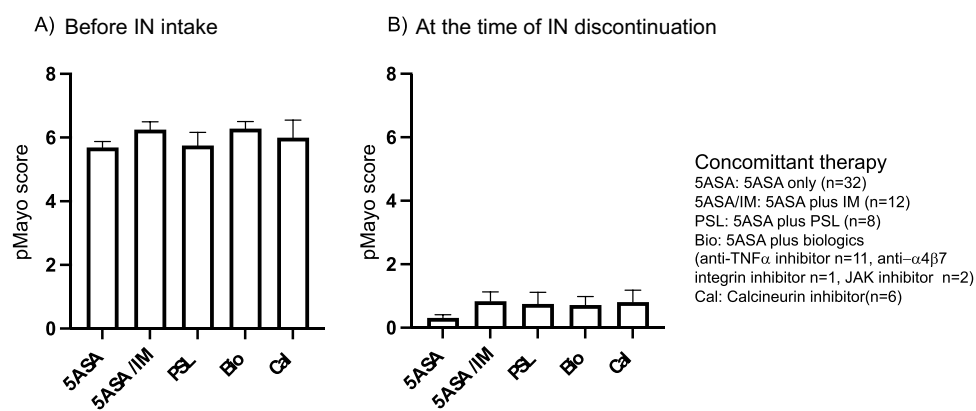 A) Before IN intake
B) At the time of IN discontinuation
8
6
4
2
0
pMayo score
5ASA
5ASA /IM
PSL
Bio
Cal
8
6
4
2
0
pMayo score
5ASA
5ASA /IM
PSL
Bio
Cal
Concomittant therapy
5ASA: 5ASA only (n=32)
5ASA/IM: 5ASA plus IM (n=12)
PSL: 5ASA plus PSL (n=8)
Bio: 5ASA plus biologics
(anti-TNFα inhibitor n=11, anti–α4β7
integrin inhibitor n=1, JAK inhibitor n=2)
Cal: Calcineurin inhibitor(n=6)